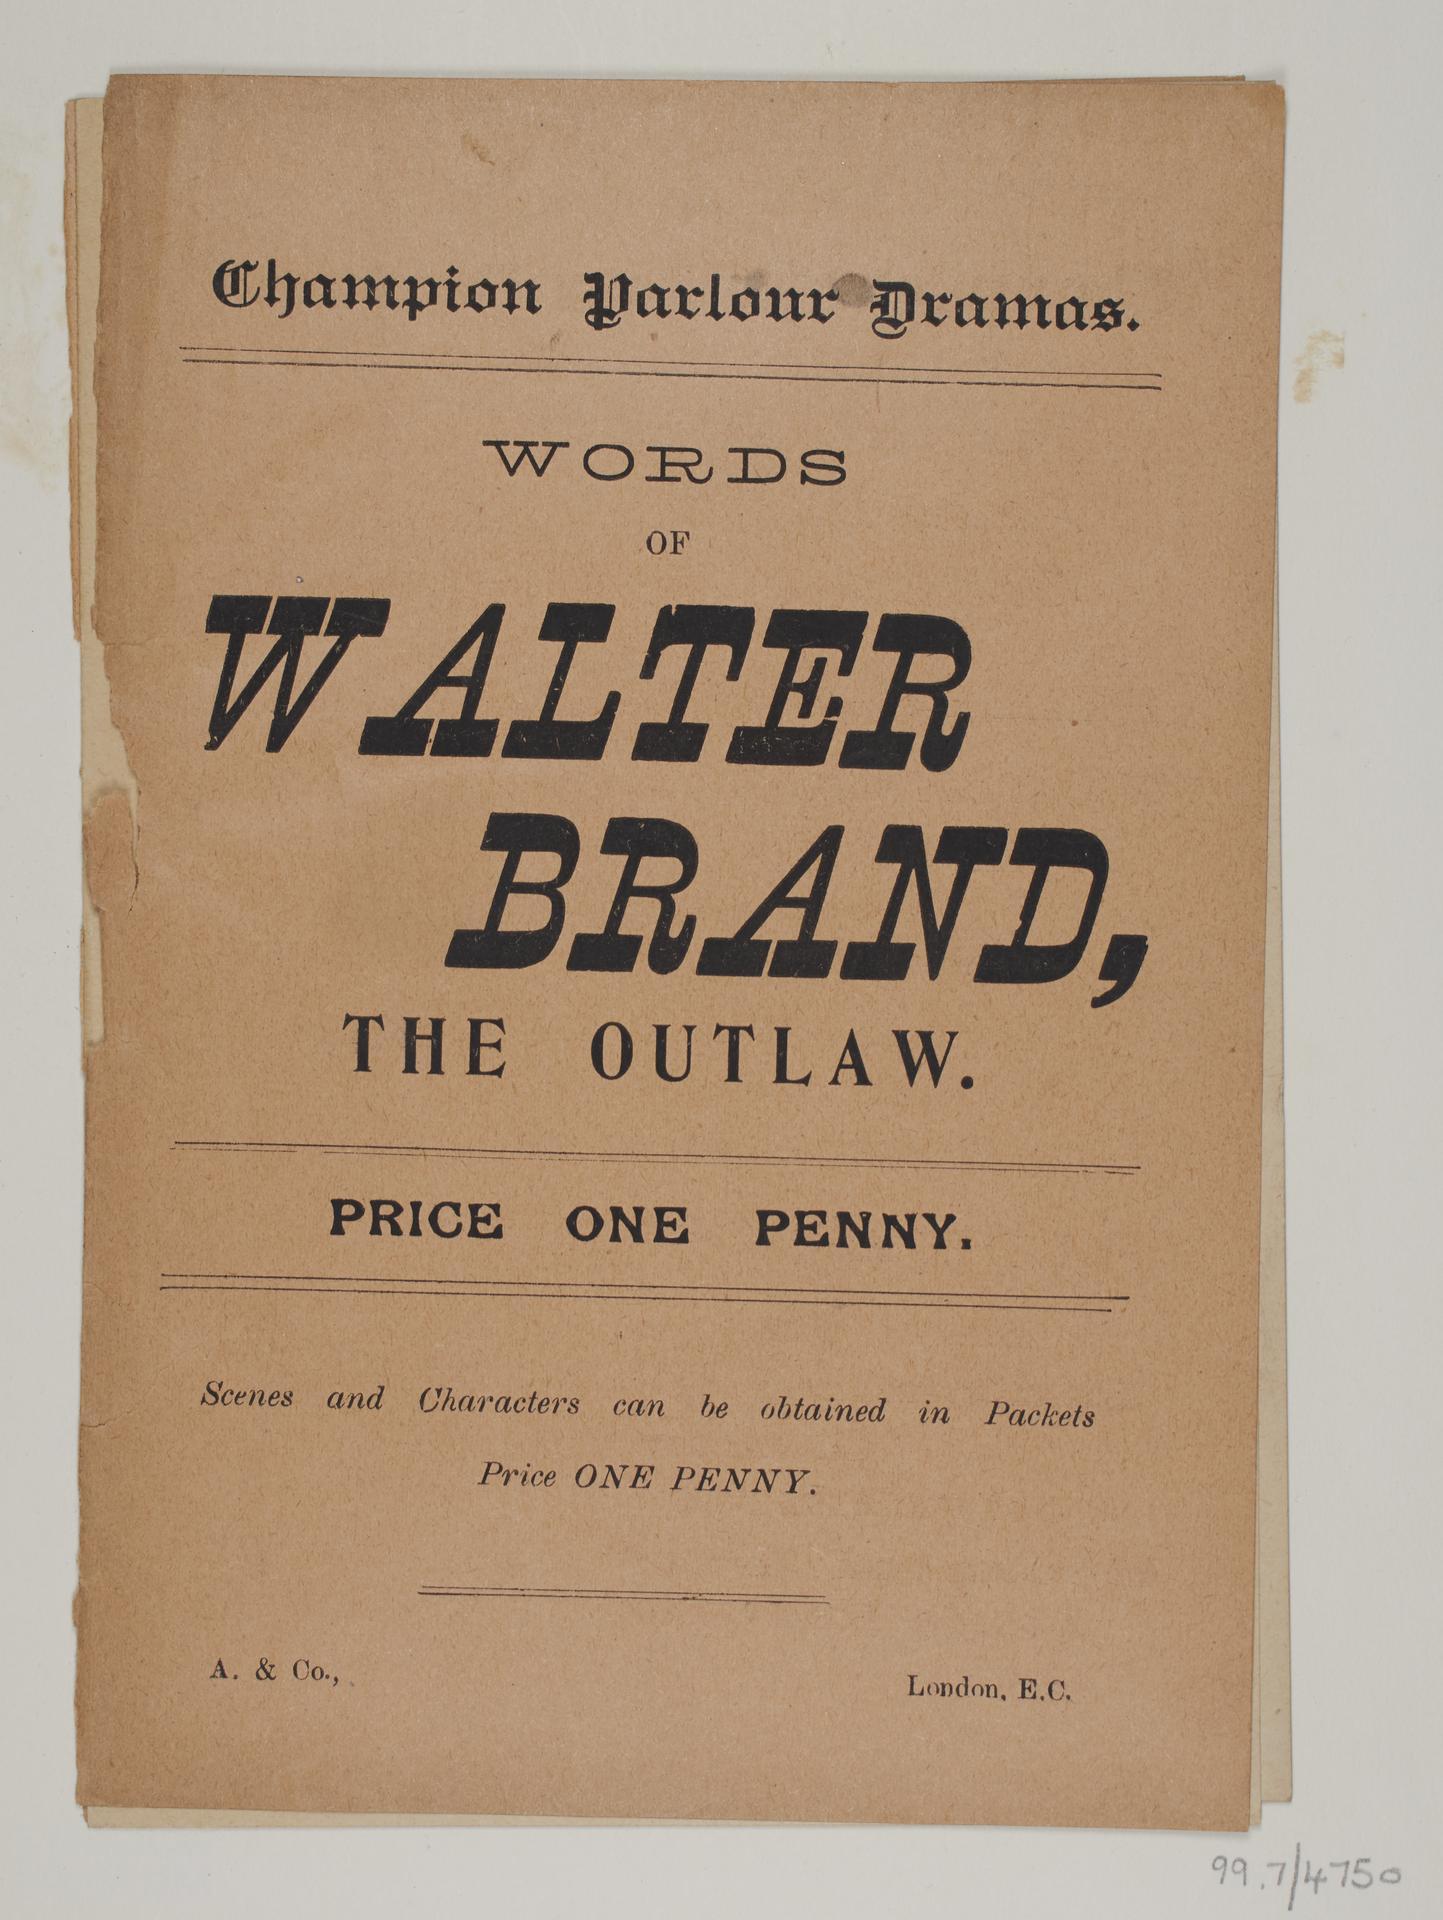 Champion Parlour Dramas.
WORDS
OF
WALTER
BRAND,
THE OUTLAW.
PRICE ONE PENNY.
Scenes and Characters can be obtained in Packets
Price ONE PENNY.
A. & Co., London, E.C.
99.7/4750